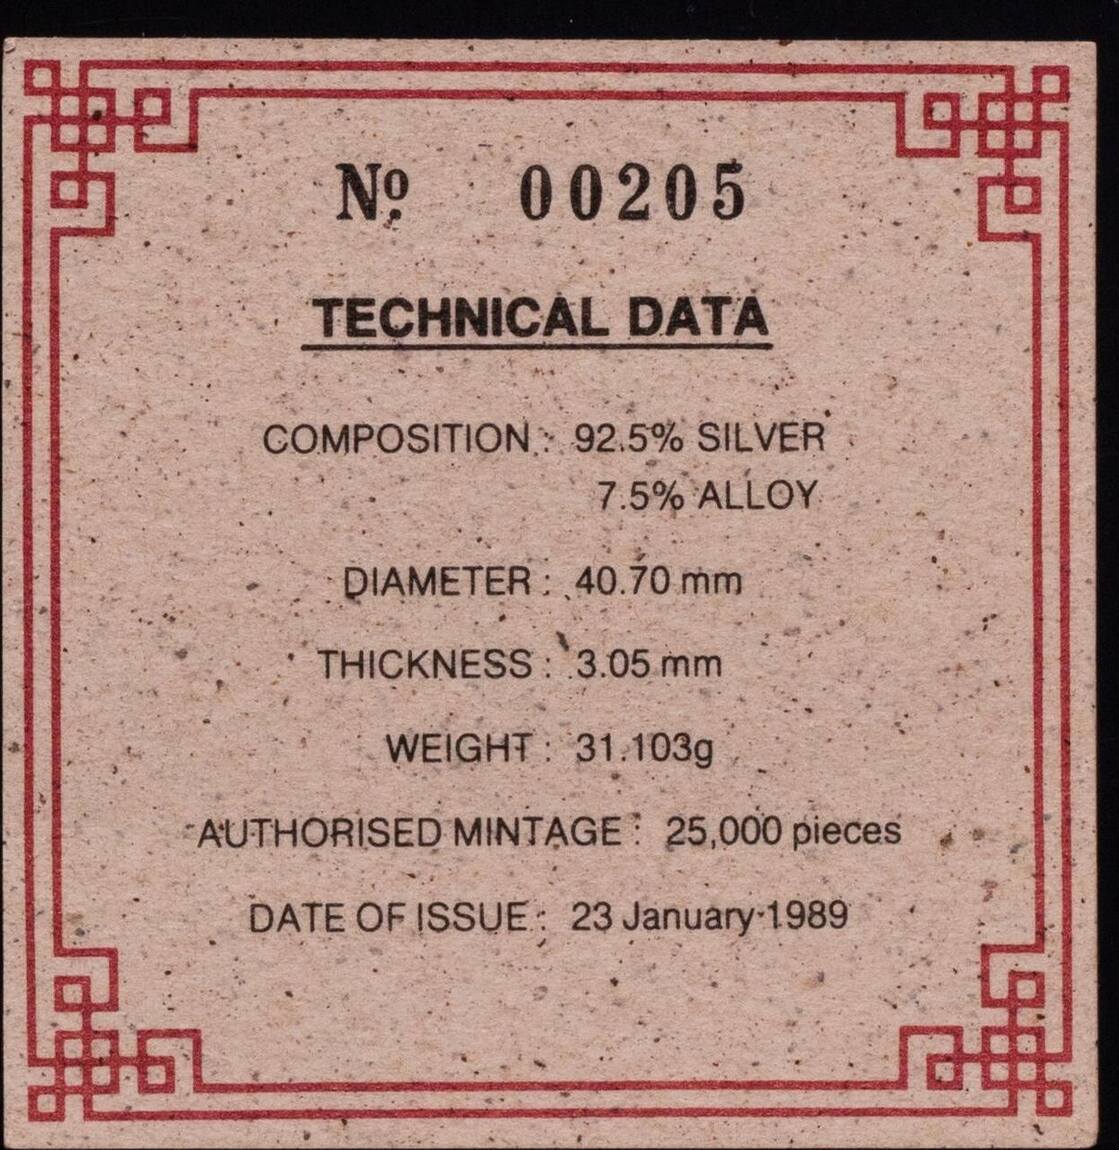 Nº 00205
TECHNICAL DATA
COMPOSITION : 92.5% SILVER
7.5% ALLOY
DIAMETER : 40.70 mm
THICKNESS : 3.05 mm
WEIGHT : 31.103g
AUTHORISED MINTAGE : 25,000 pieces
DATE OF ISSUE : 23 January 1989